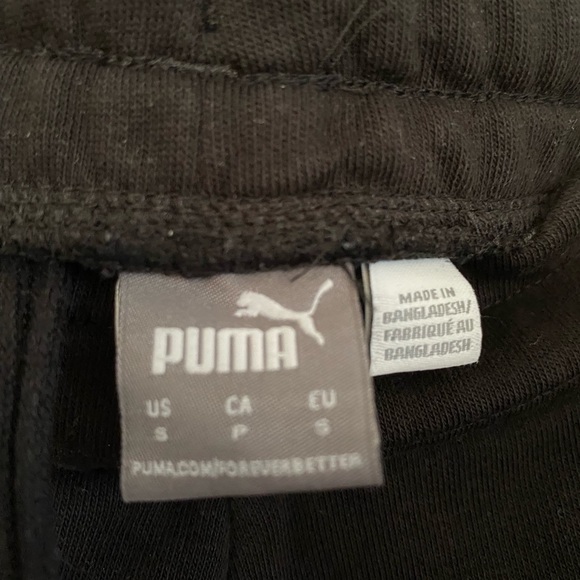 PUMA
US CA EU
S P S
PUMA.COM/FOREVERBETTER
MADE IN
BANGLADESH/
FABRIQUÉ AU
BANGLADESH